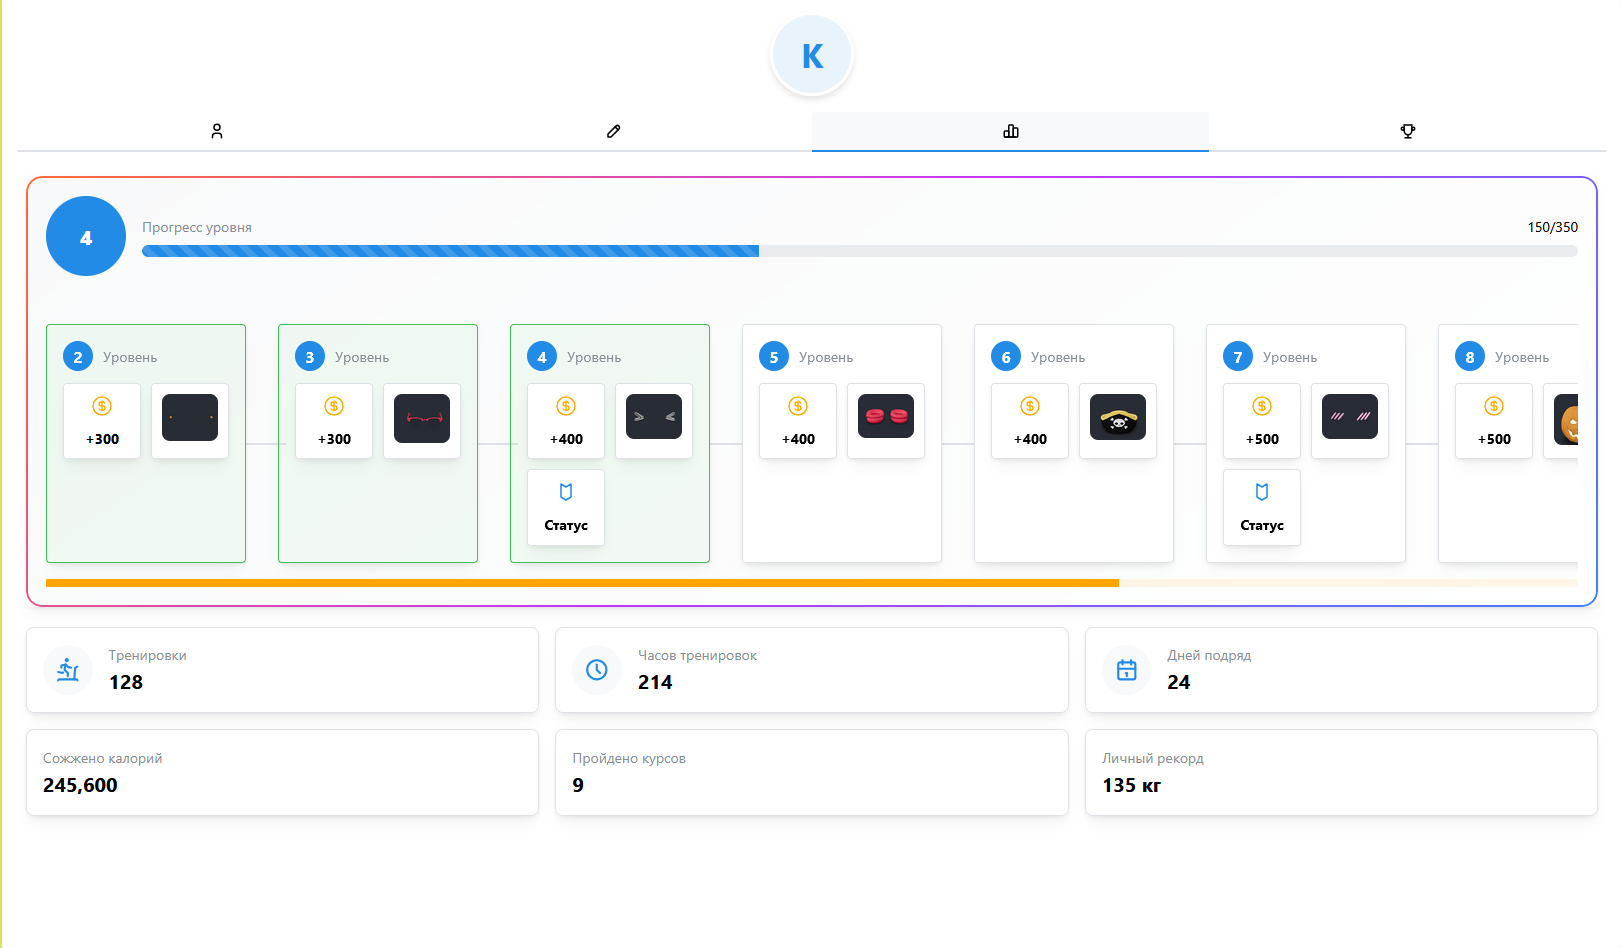 K
4
Прогресс уровня
150/350
2 Уровень
+300
3 Уровень
+300
4 Уровень
+400
Статус
5 Уровень
+400
6 Уровень
+400
7 Уровень
+500
Статус
8 Уровень
+500
Тренировки
128
Часов тренировок
214
Дней подряд
24
Сожжено калорий
245,600
Пройдено курсов
9
Личный рекорд
135 кг